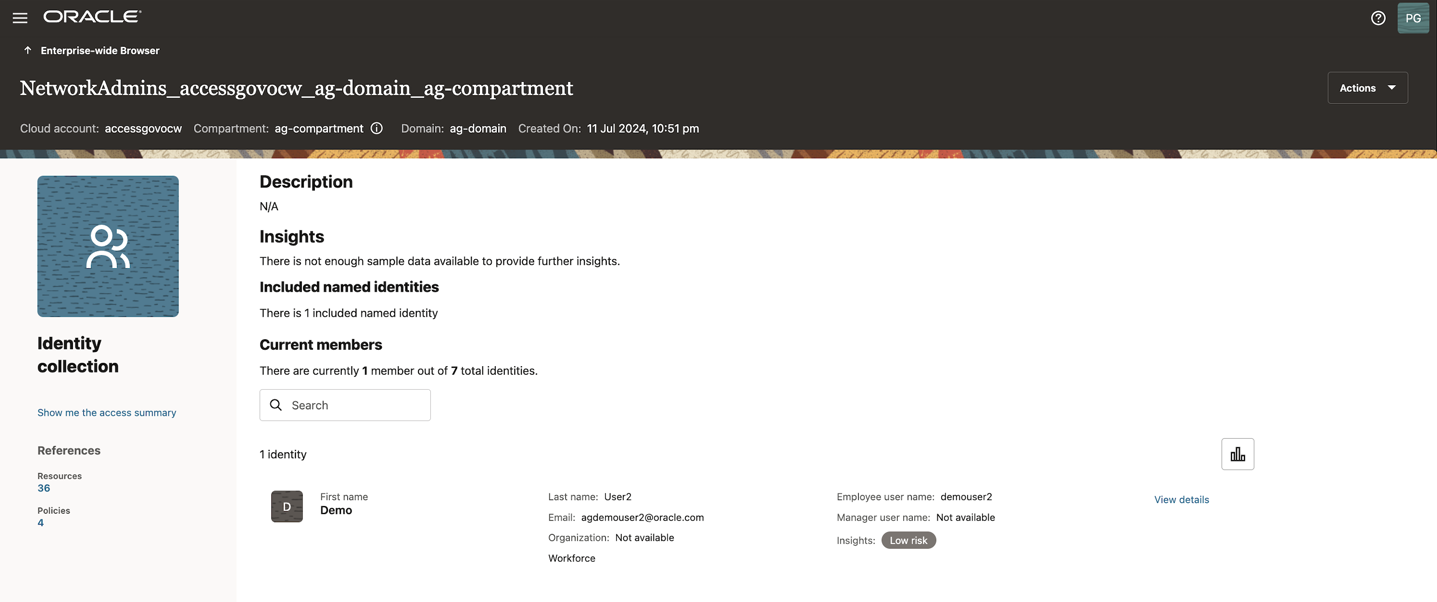 ORACLE
PG
Enterprise-wide Browser
NetworkAdmins_accessgovocw_ag-domain_ag-compartment
Actions
Cloud account: accessgovocw Compartment: ag-compartment Domain: ag-domain Created On: 11 Jul 2024, 10:51 pm
Identity
collection
Show me the access summary
References
Resources
36
Policies
4
Description
N/A
Insights
There is not enough sample data available to provide further insights.
Included named identities
There is 1 included named identity
Current members
There are currently 1 member out of 7 total identities.
Search
1 identity
D
First name
Demo
Last name: User2
Email: agdemouser2@oracle.com
Organization: Not available
Workforce
Employee user name: demouser2
Manager user name: Not available
Insights: Low risk
View details